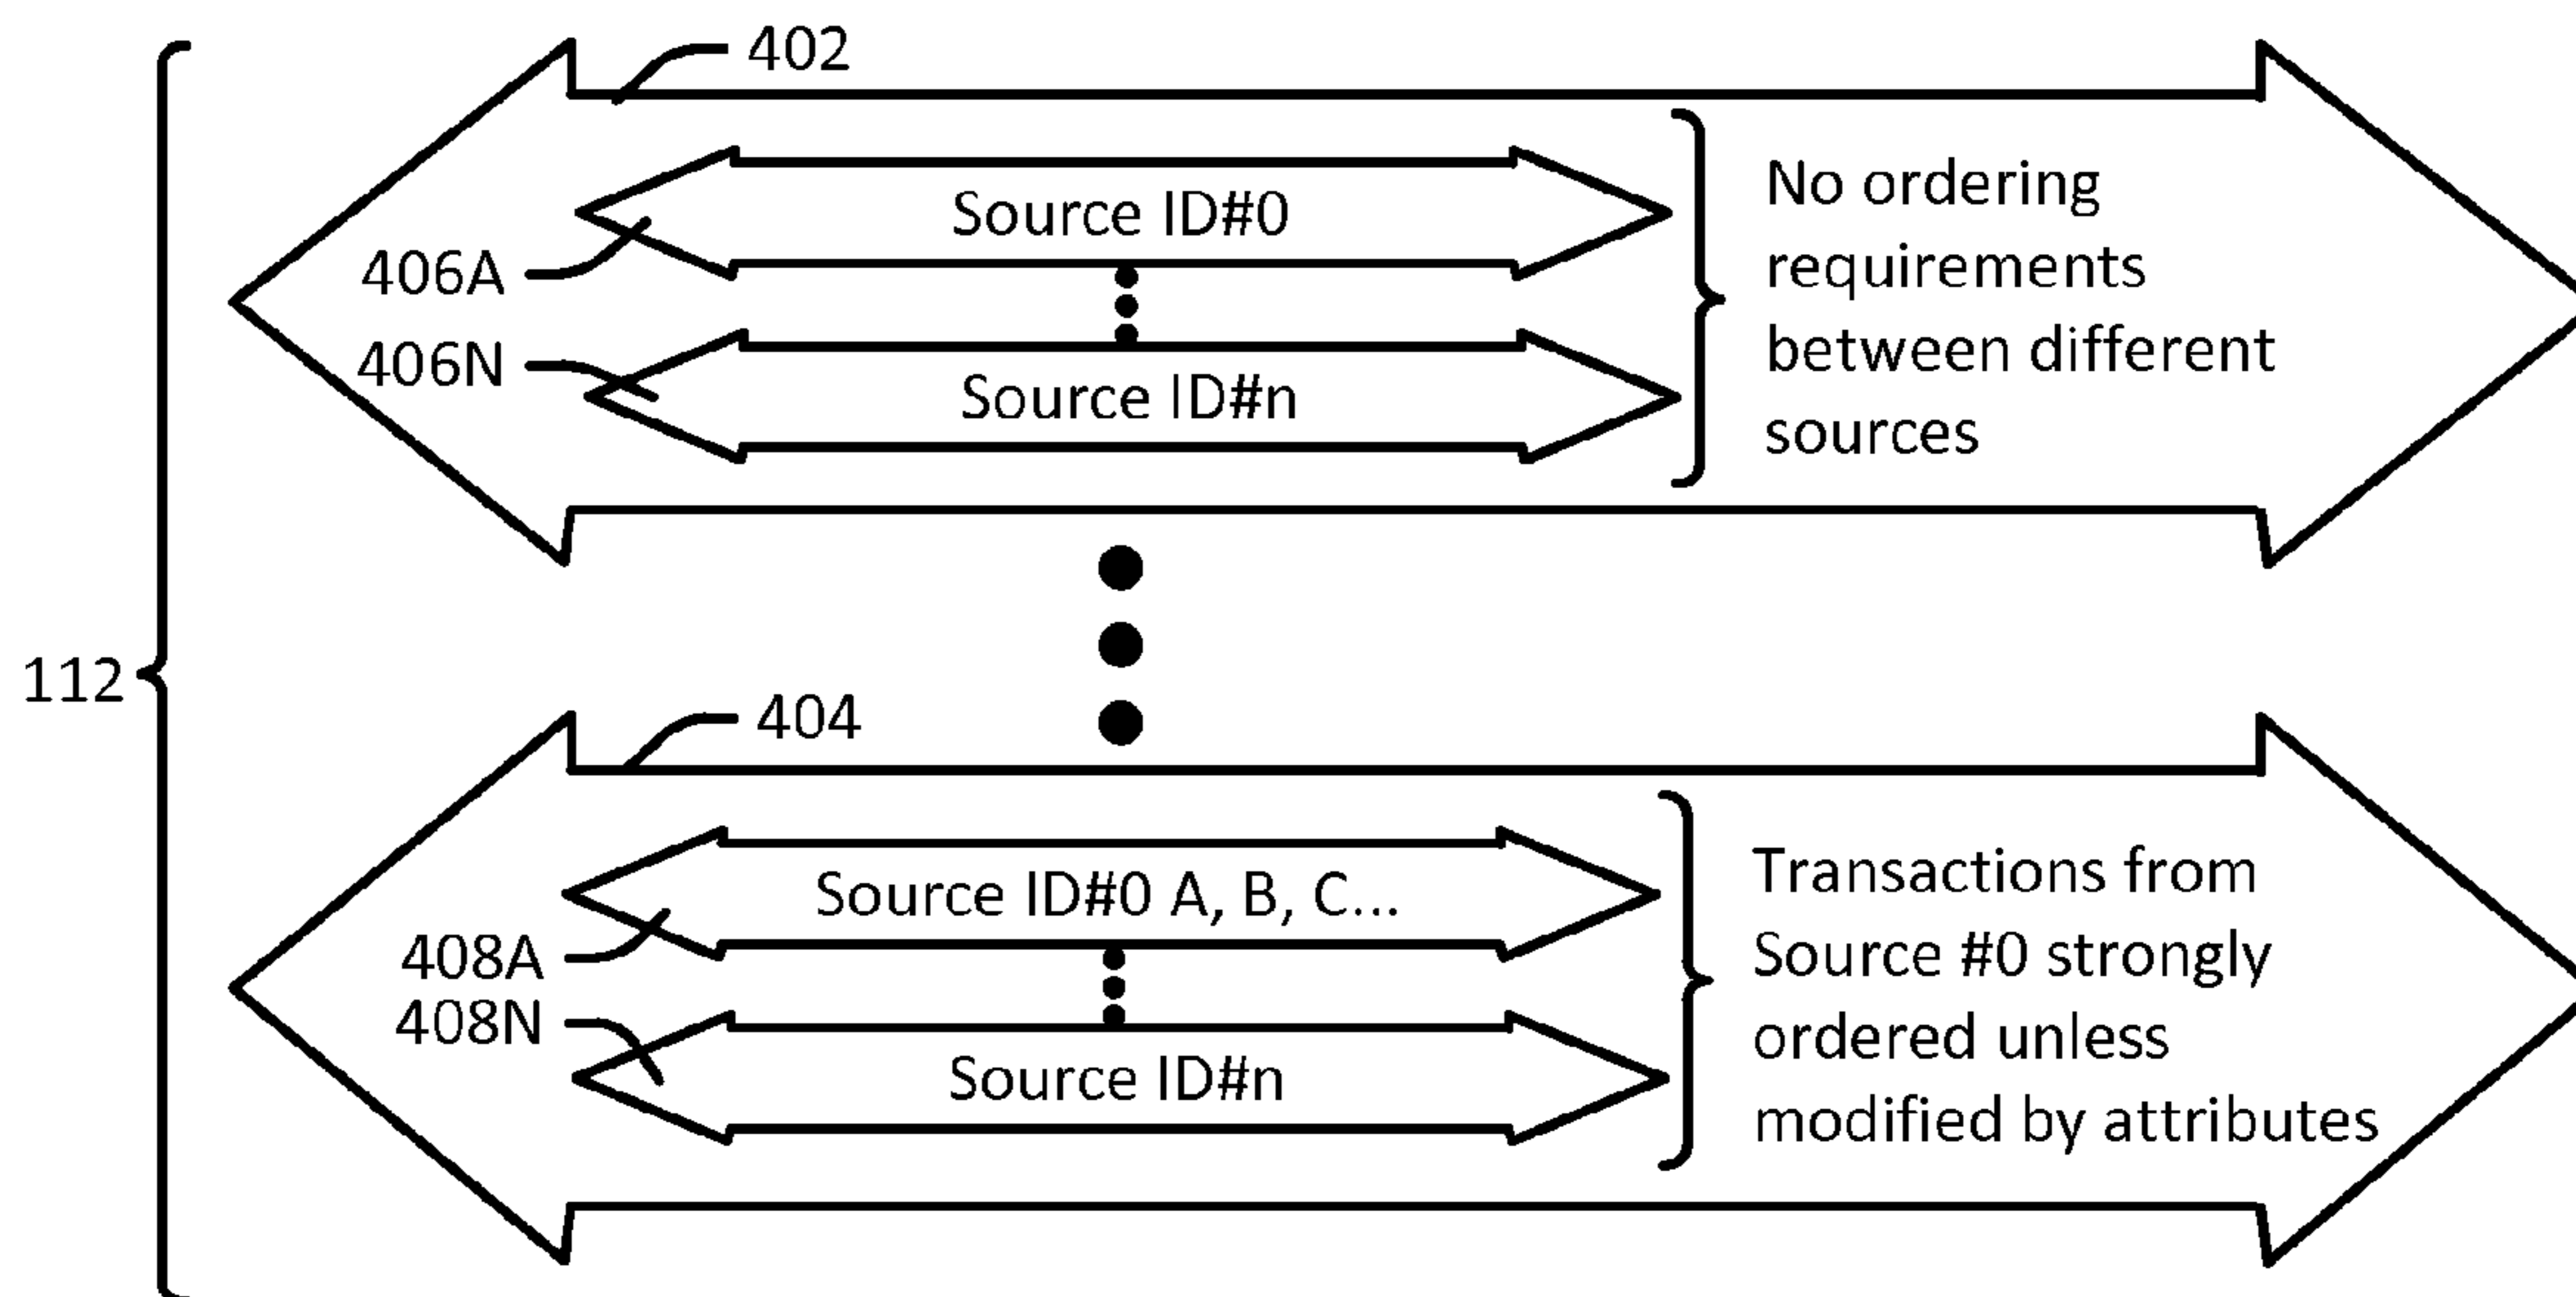 402
Source ID#0
406A
406N
Source ID#n
No ordering
requirements
between different
sources
112
404
Source ID#0 A, B, C...
408A
408N
Source ID#n
Transactions from
Source #0 strongly
ordered unless
modified by attributes